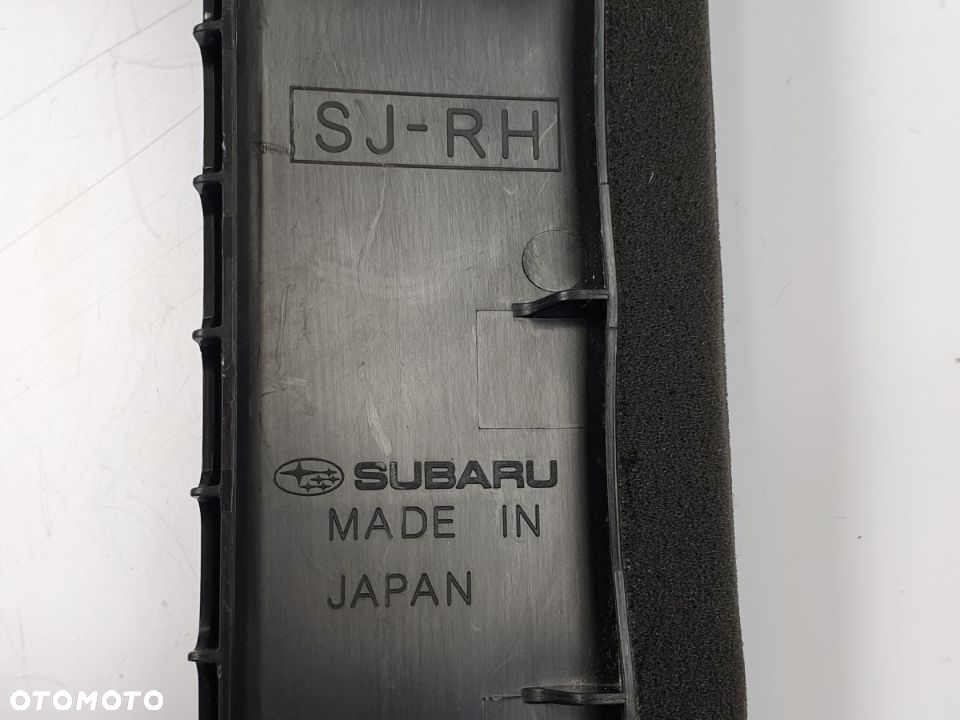 SJ-RH
SUBARU
MADE IN
JAPAN
OTOMOTO